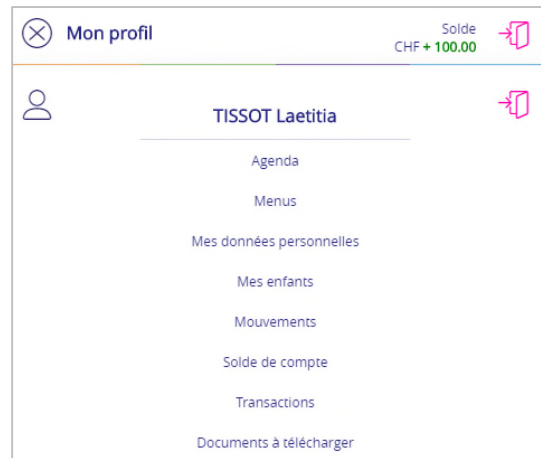 Mon profil
Solde
CHF + 100.00
TISSOT Laetitia
Agenda
Menus
Mes données personnelles
Mes enfants
Mouvements
Solde de compte
Transactions
Documents à télécharger